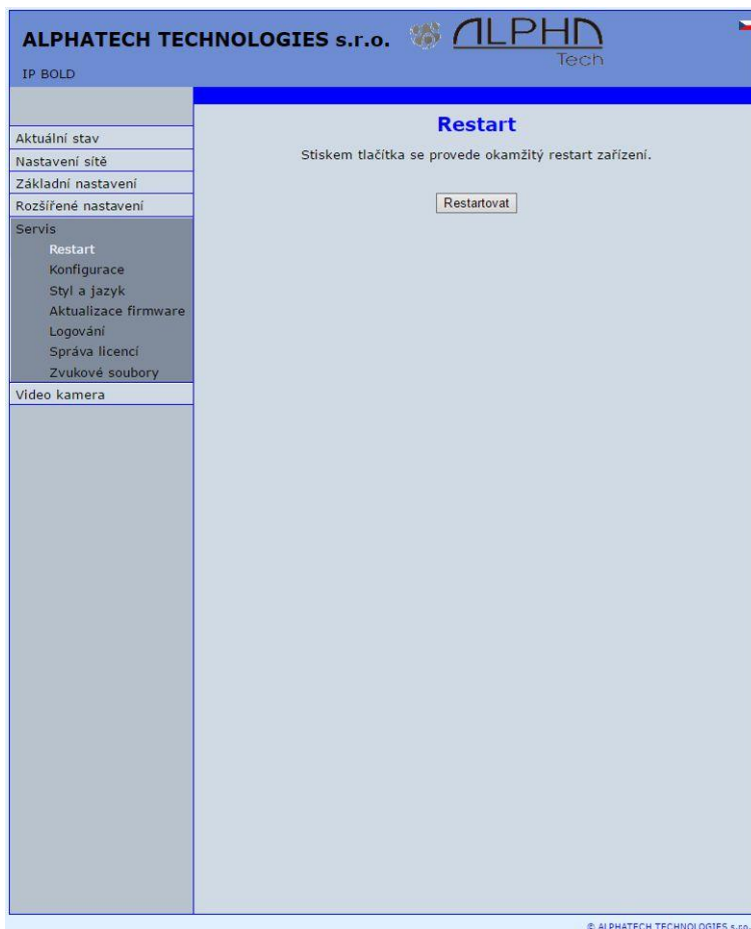 ALPHATECH TECHNOLOGIES s.r.o.
ALPHA
Tech
IP BOLD
Aktuální stav
Nastavení sítě
Základní nastavení
Rozšířené nastavení
Servis
Restart
Konfigurace
Styl a jazyk
Aktualizace firmware
Logování
Správa licencí
Zvukové soubory
Video kamera
Restart
Stiskem tlačítka se provede okamžitý restart zařízení.
Restartovat
© ALPHATECH TECHNOLOGIES s.r.o.